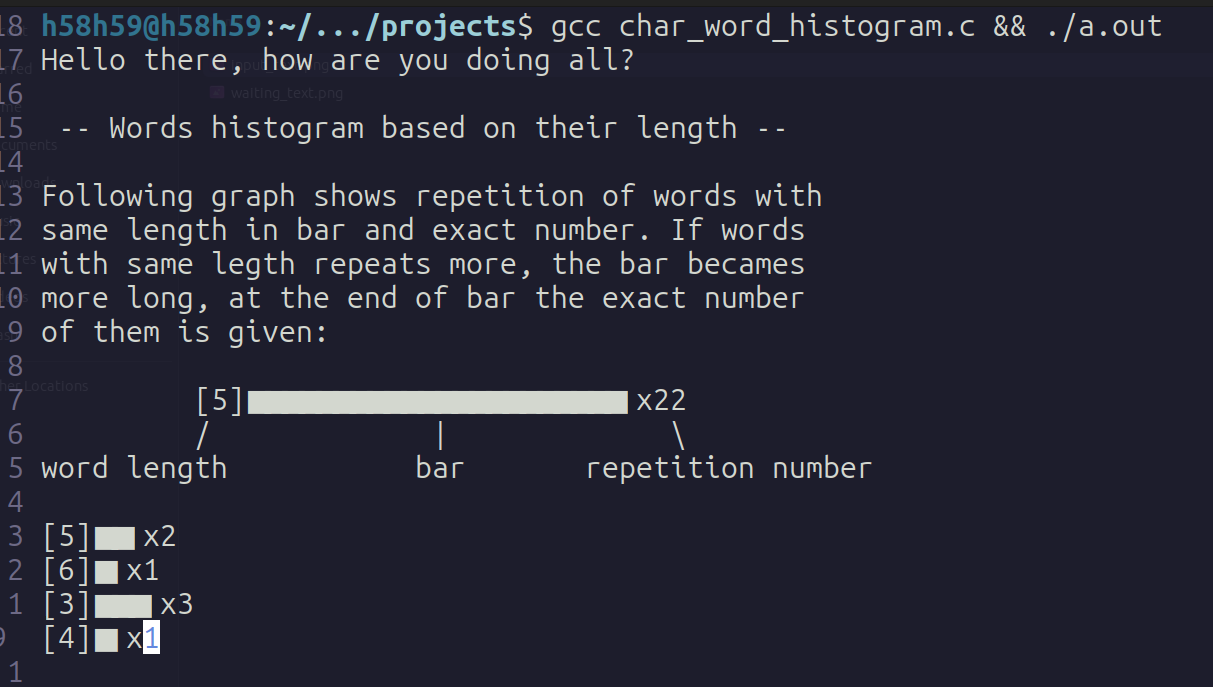 18 h58h59@h58h59:~/.../projects$ gcc char_word_histogram.c && ./a.out
17 Hello there, how are you doing all?
waiting_text.png
16
15 -- Words histogram based on their length --
14
13 Following graph shows repetition of words with
12 same length in bar and exact number. If words
11 with same legth repeats more, the bar becames
10 more long, at the end of bar the exact number
9 of them is given:
8
7 [5] x22
6 / | \
5 word length bar repetition number
4
3 [5] x2
2 [6] x1
1 [3] x3
9 [4] x1
1